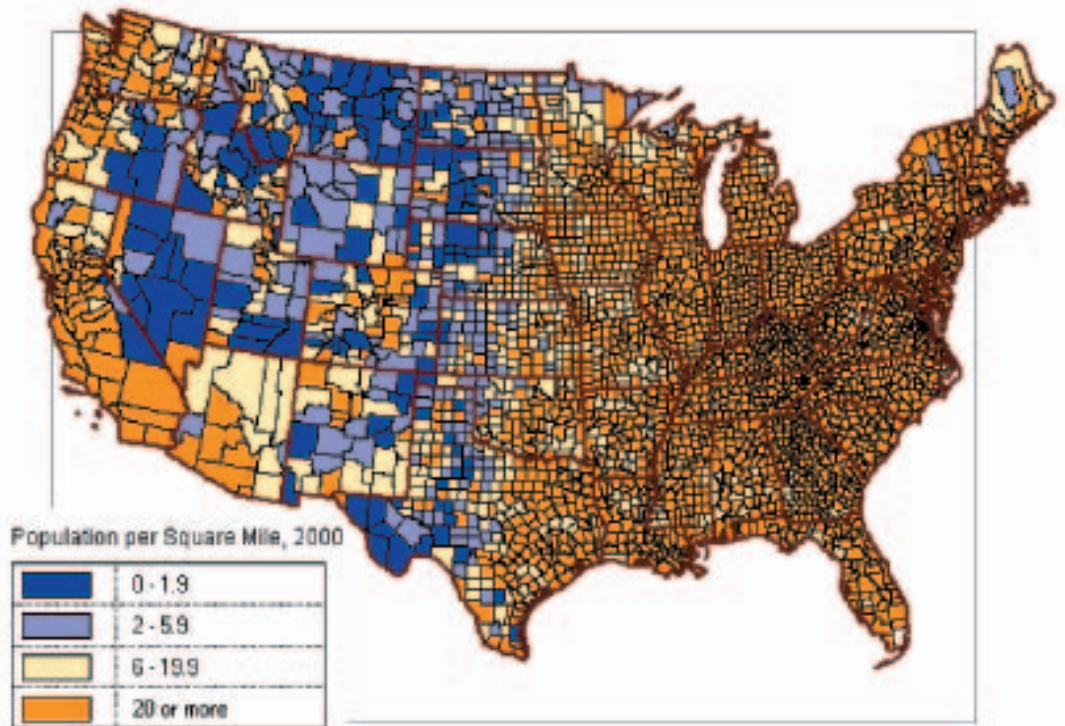 Population per Square Mile, 2000
0 - 1.9
2 - 5.9
6 - 19.9
20 or more